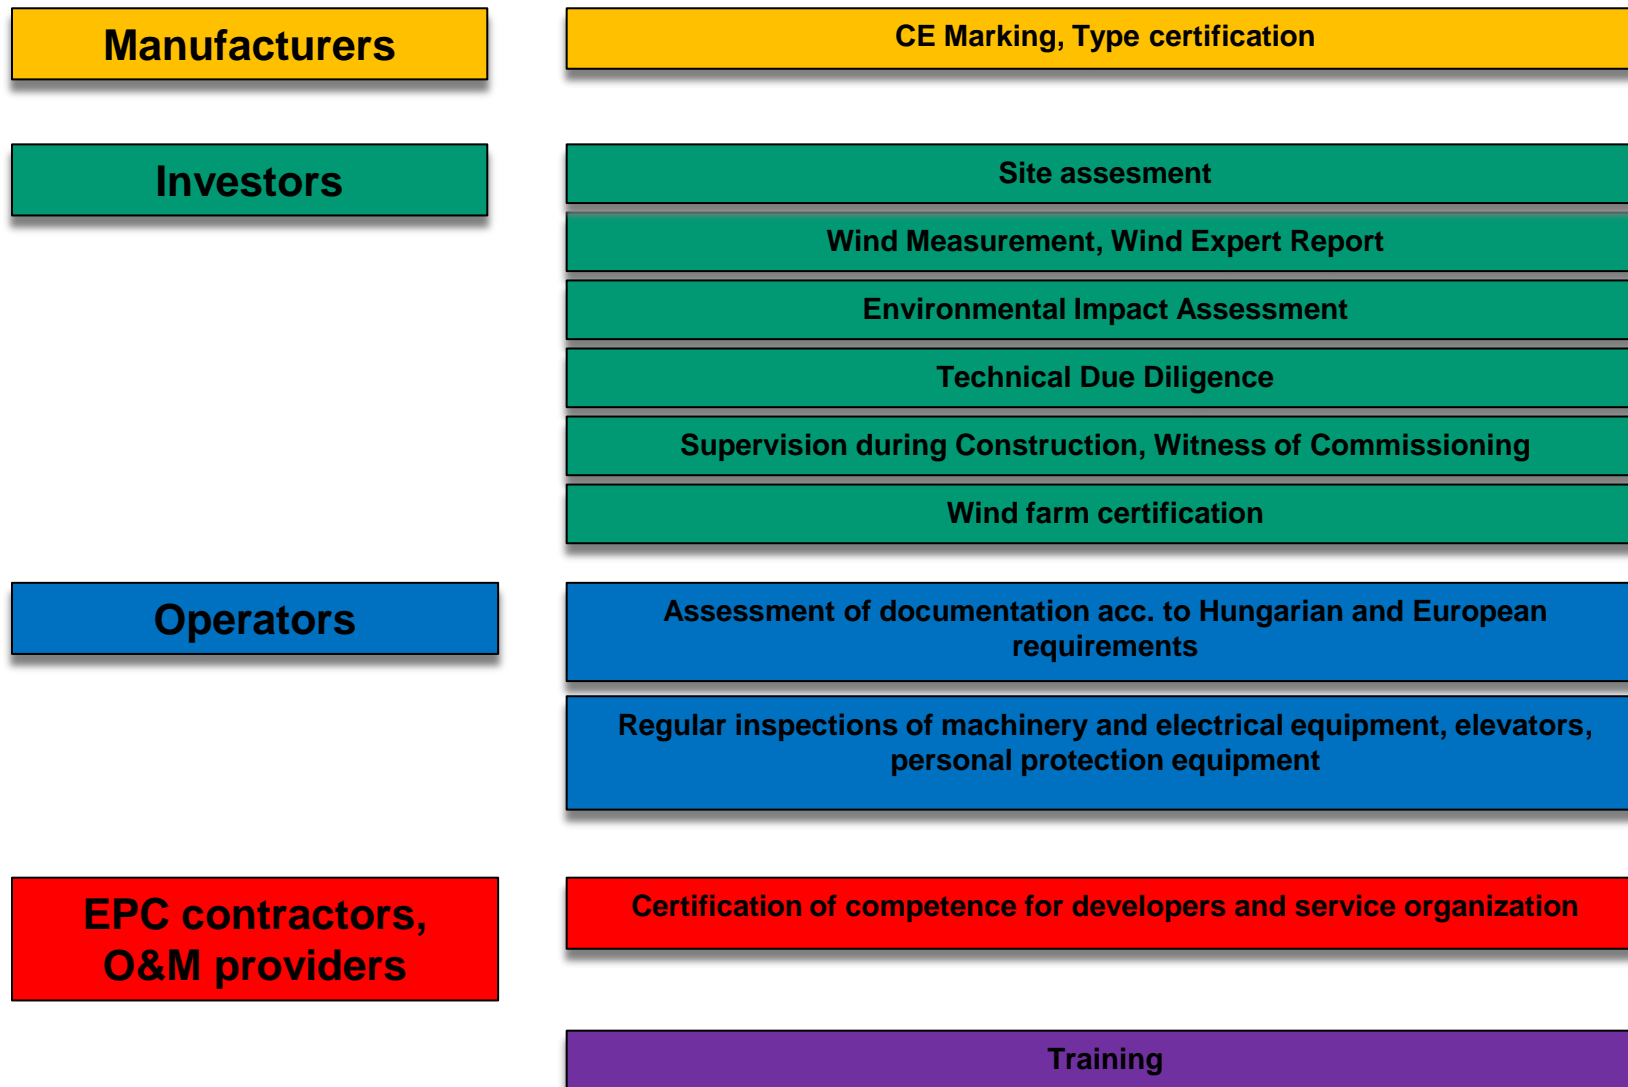 Manufacturers
CE Marking, Type certification
Investors
Site assesment
Wind Measurement, Wind Expert Report
Environmental Impact Assessment
Technical Due Diligence
Supervision during Construction, Witness of Commissioning
Wind farm certification
Operators
Assessment of documentation acc. to Hungarian and European
requirements
Regular inspections of machinery and electrical equipment, elevators,
personal protection equipment
EPC contractors,
O&M providers
Certification of competence for developers and service organization
Training